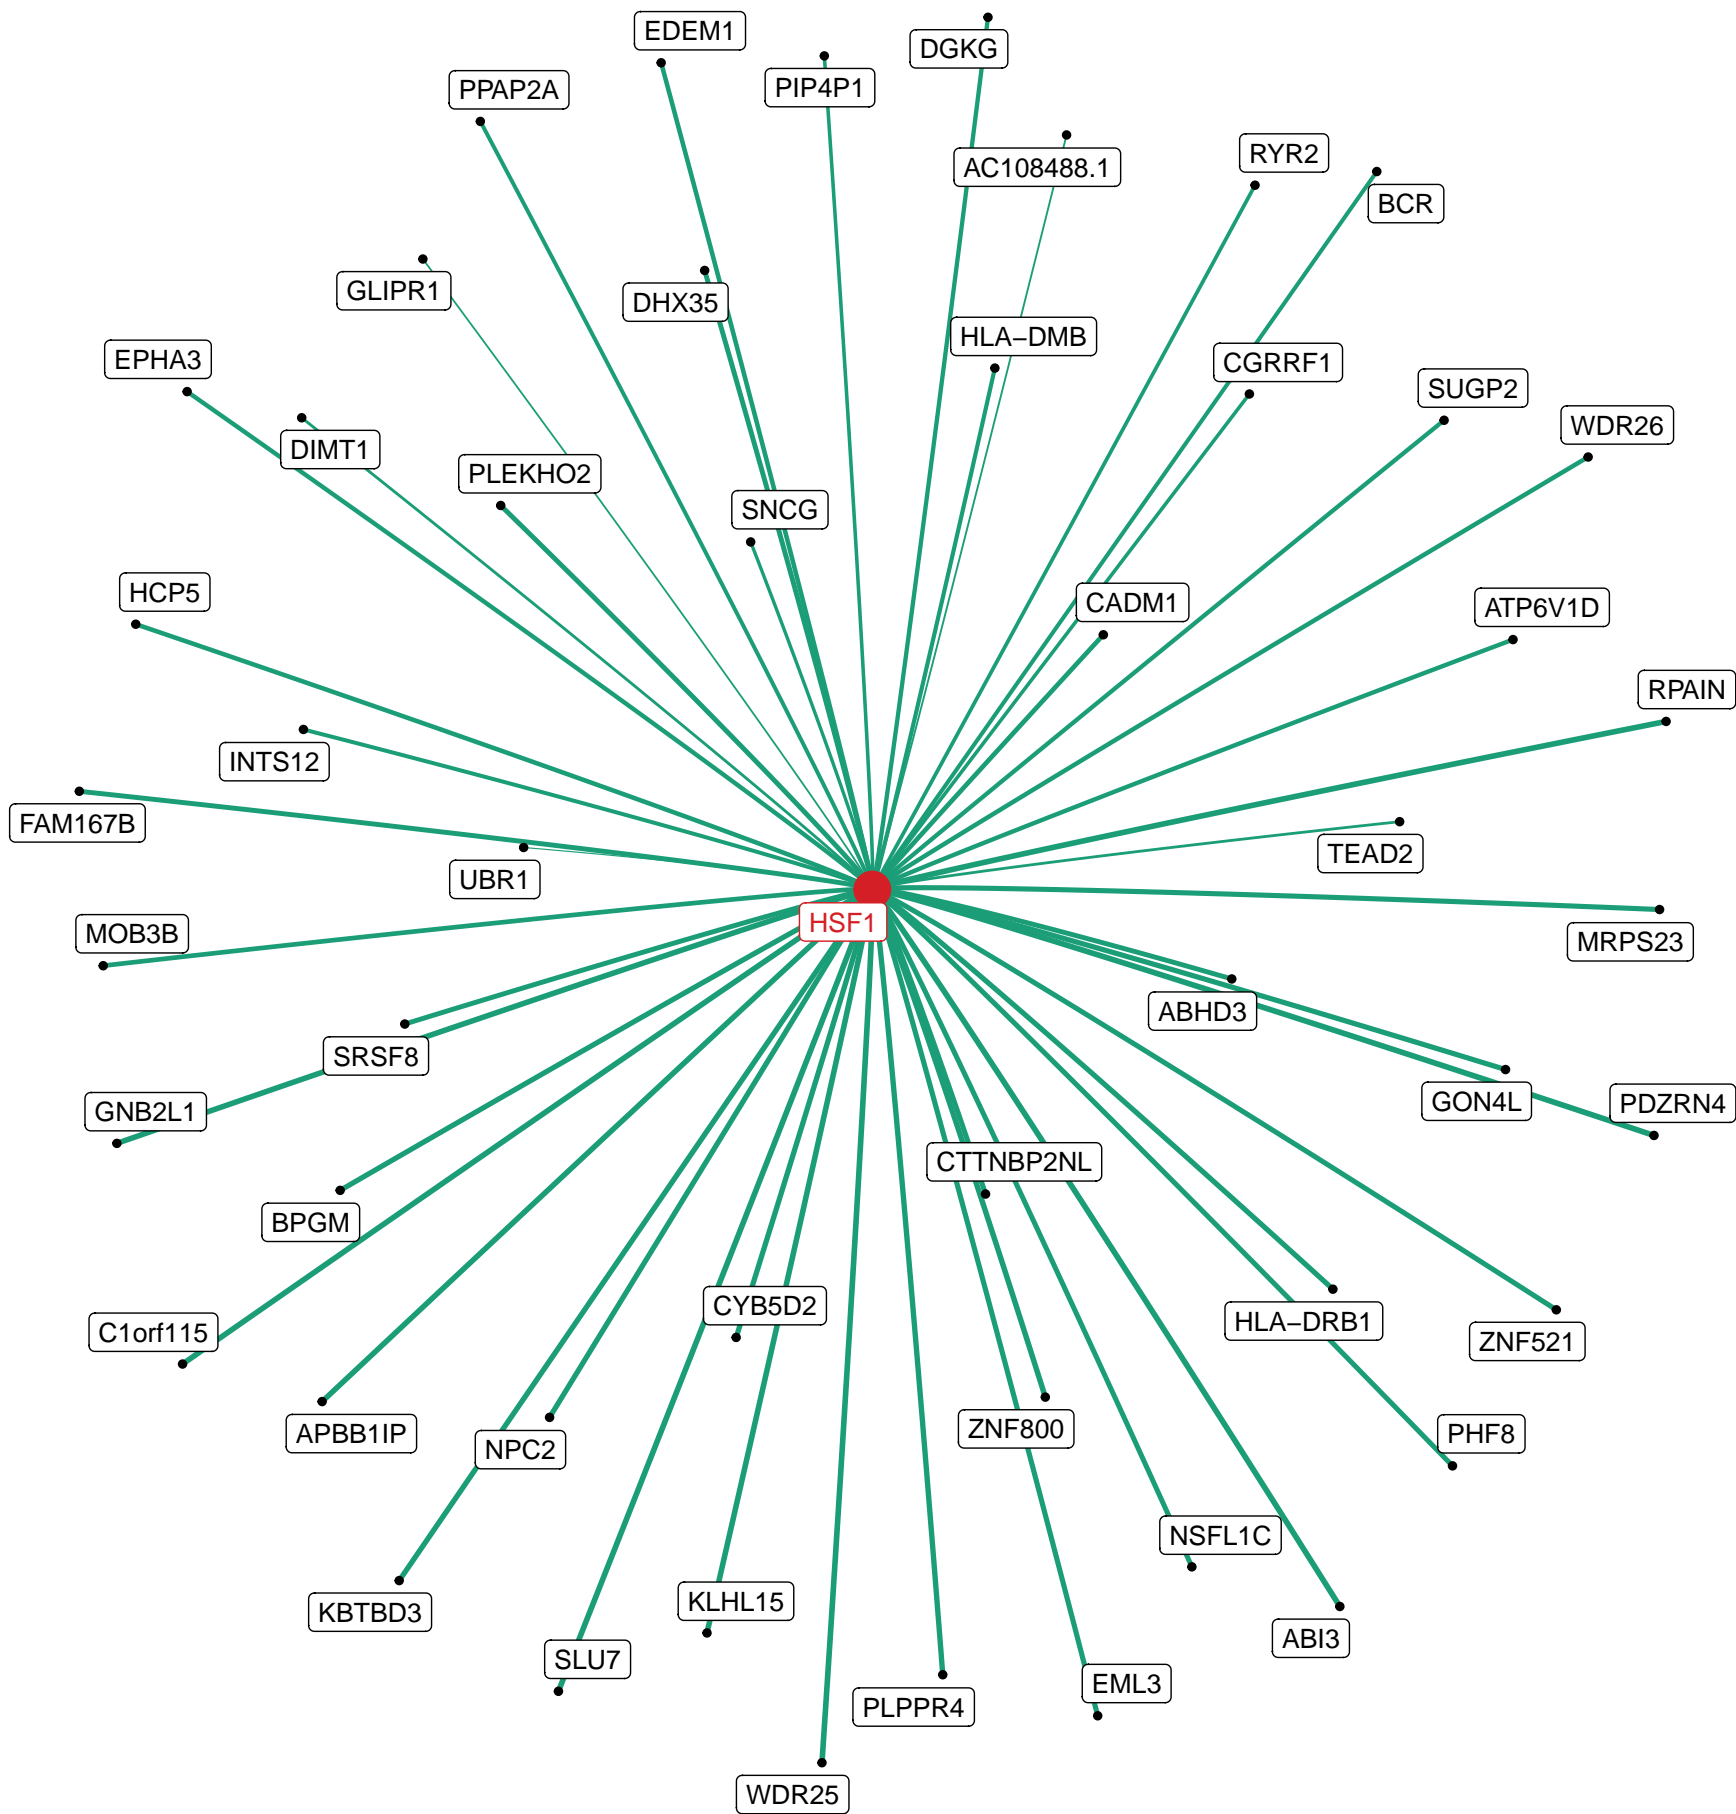 EDEM1
DGKG
PIP4P1
PPAP2A
RYR2
AC108488.1
BCR
GLIPR1
DHX35
HLA−DMB
EPHA3
CGRRF1
SUGP2
WDR26
DIMT1
PLEKHO2
SNCG
HCP5
CADM1
ATP6V1D
RPAIN
INTS12
FAM167B
TEAD2
UBR1
HSF1
MOB3B
MRPS23
ABHD3
SRSF8
GON4L
PDZRN4
GNB2L1
CTTNBP2NL
BPGM
CYB5D2
HLA−DRB1
C1orf115
ZNF521
ZNF800
APBB1IP
PHF8
NPC2
NSFL1C
KLHL15
KBTBD3
ABI3
SLU7
EML3
PLPPR4
WDR25